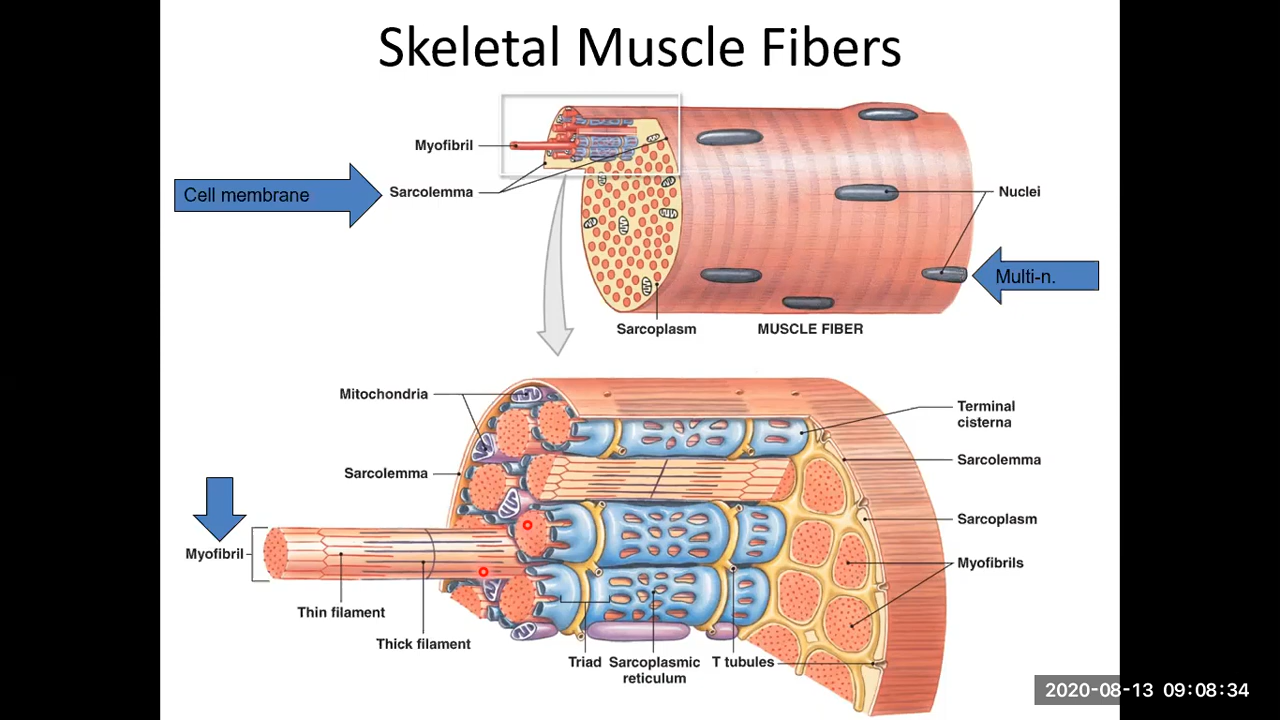 Skeletal Muscle Fibers
Myofibril
Cell membrane
Sarcolemma
Nuclei
Multi-n.
Sarcoplasm
MUSCLE FIBER
Mitochondria
Terminal
cisterna
Sarcolemma
Sarcolemma
Sarcoplasm
Myofibril
Myofibrils
Thin filament
Thick filament
Triad
Sarcoplasmic
reticulum
T tubules
2020-08-13 09:08:34